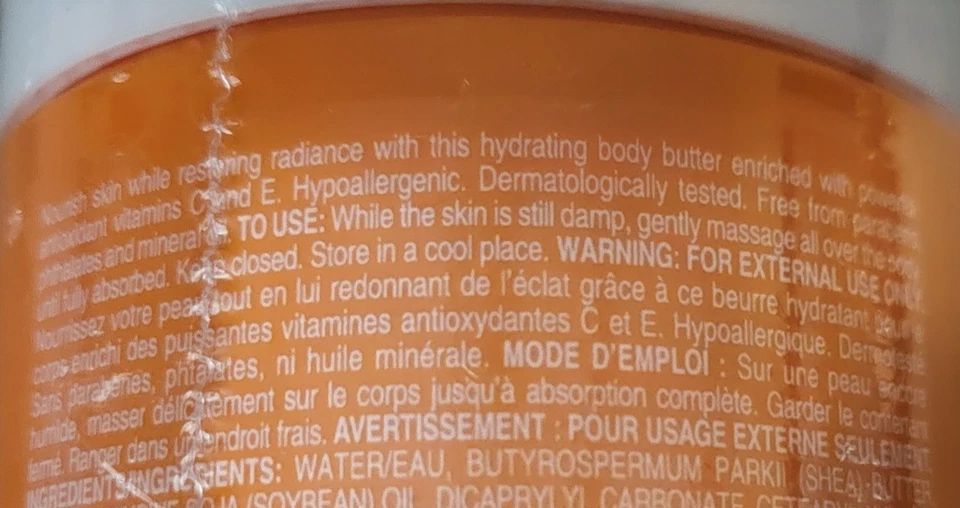 Nourish skin while restoring radiance with this hydrating body butter enriched with powerful
antioxidant vitamins C and E. Hypoallergenic. Dermatologically tested. Free from parabens
phthalates and mineral oil. TO USE: While the skin is still damp, gently massage all over the body
until fully absorbed. Keep closed. Store in a cool place. WARNING: FOR EXTERNAL USE ONLY
Nourrissez votre peau tout en lui redonnant de l'éclat grâce à ce beurre hydratant
corps enrichi des puissantes vitamines antioxydantes C et E. Hypoallergique.
Sans parabènes, phtalates, ni huile minérale. MODE D'EMPLOI : Sur une peau encore
humide, masser délicatement sur le corps jusqu'à absorption complète. Garder le contenant
fermé. Ranger dans un endroit frais. AVERTISSEMENT : POUR USAGE EXTERNE SEULEMENT
INGREDIENTS/INGRÉDIENTS: WATER/EAU, BUTYROSPERMUM PARKII (SHEA) BUTTER
SOJA (SOYBEAN) OIL, DICAPRYLYL CARBONATE,